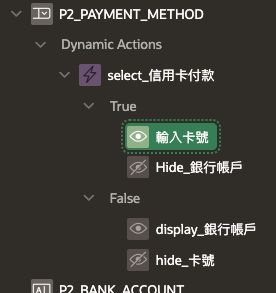 P2_PAYMENT_METHOD
Dynamic Actions
select_信用卡付款
True
輸入卡號
Hide_銀行帳戶
False
display_銀行帳戶
hide_卡號
P2_BANK_ACCOUNT